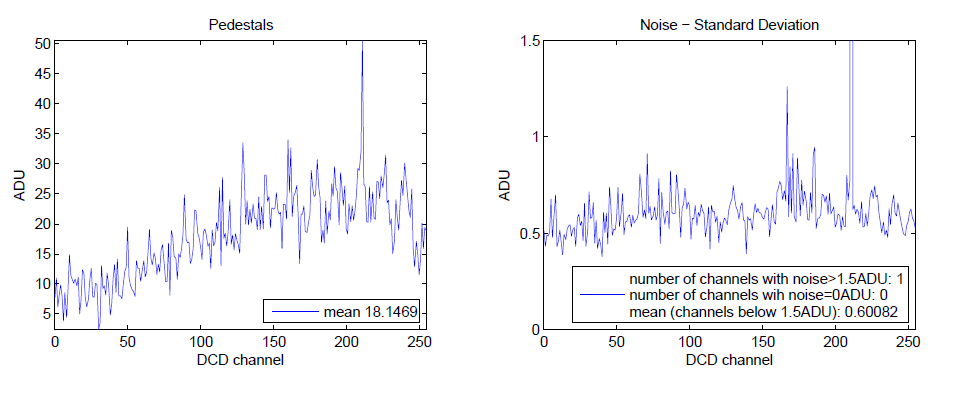 Pedestals
50
45
40
35
30
25
20
15
10
5
ADU
0
50
100
150
200
250
DCD channel
mean 18.1469
Noise − Standard Deviation
1.5
1
0.5
0
ADU
0
50
100
150
200
250
DCD channel
number of channels with noise>1.5ADU: 1
number of channels wih noise=0ADU: 0
mean (channels below 1.5ADU): 0.60082